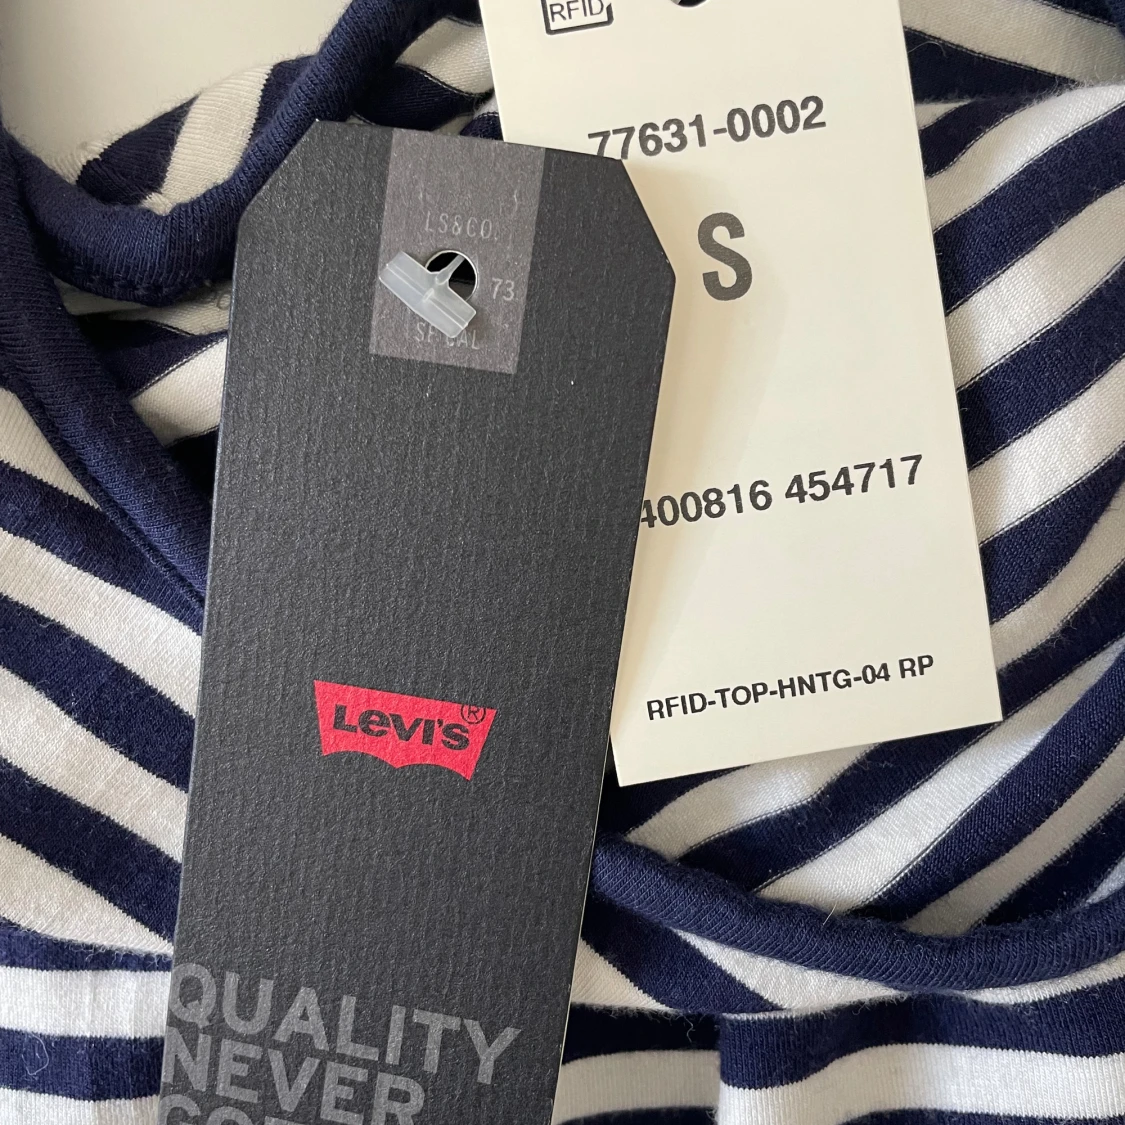 RFID
77631-0002
S
400816 454717
RFID-TOP-HNTG-04 RP
LS&CO.
73
SF CAL
Levi's®
QUALITY
NEVER